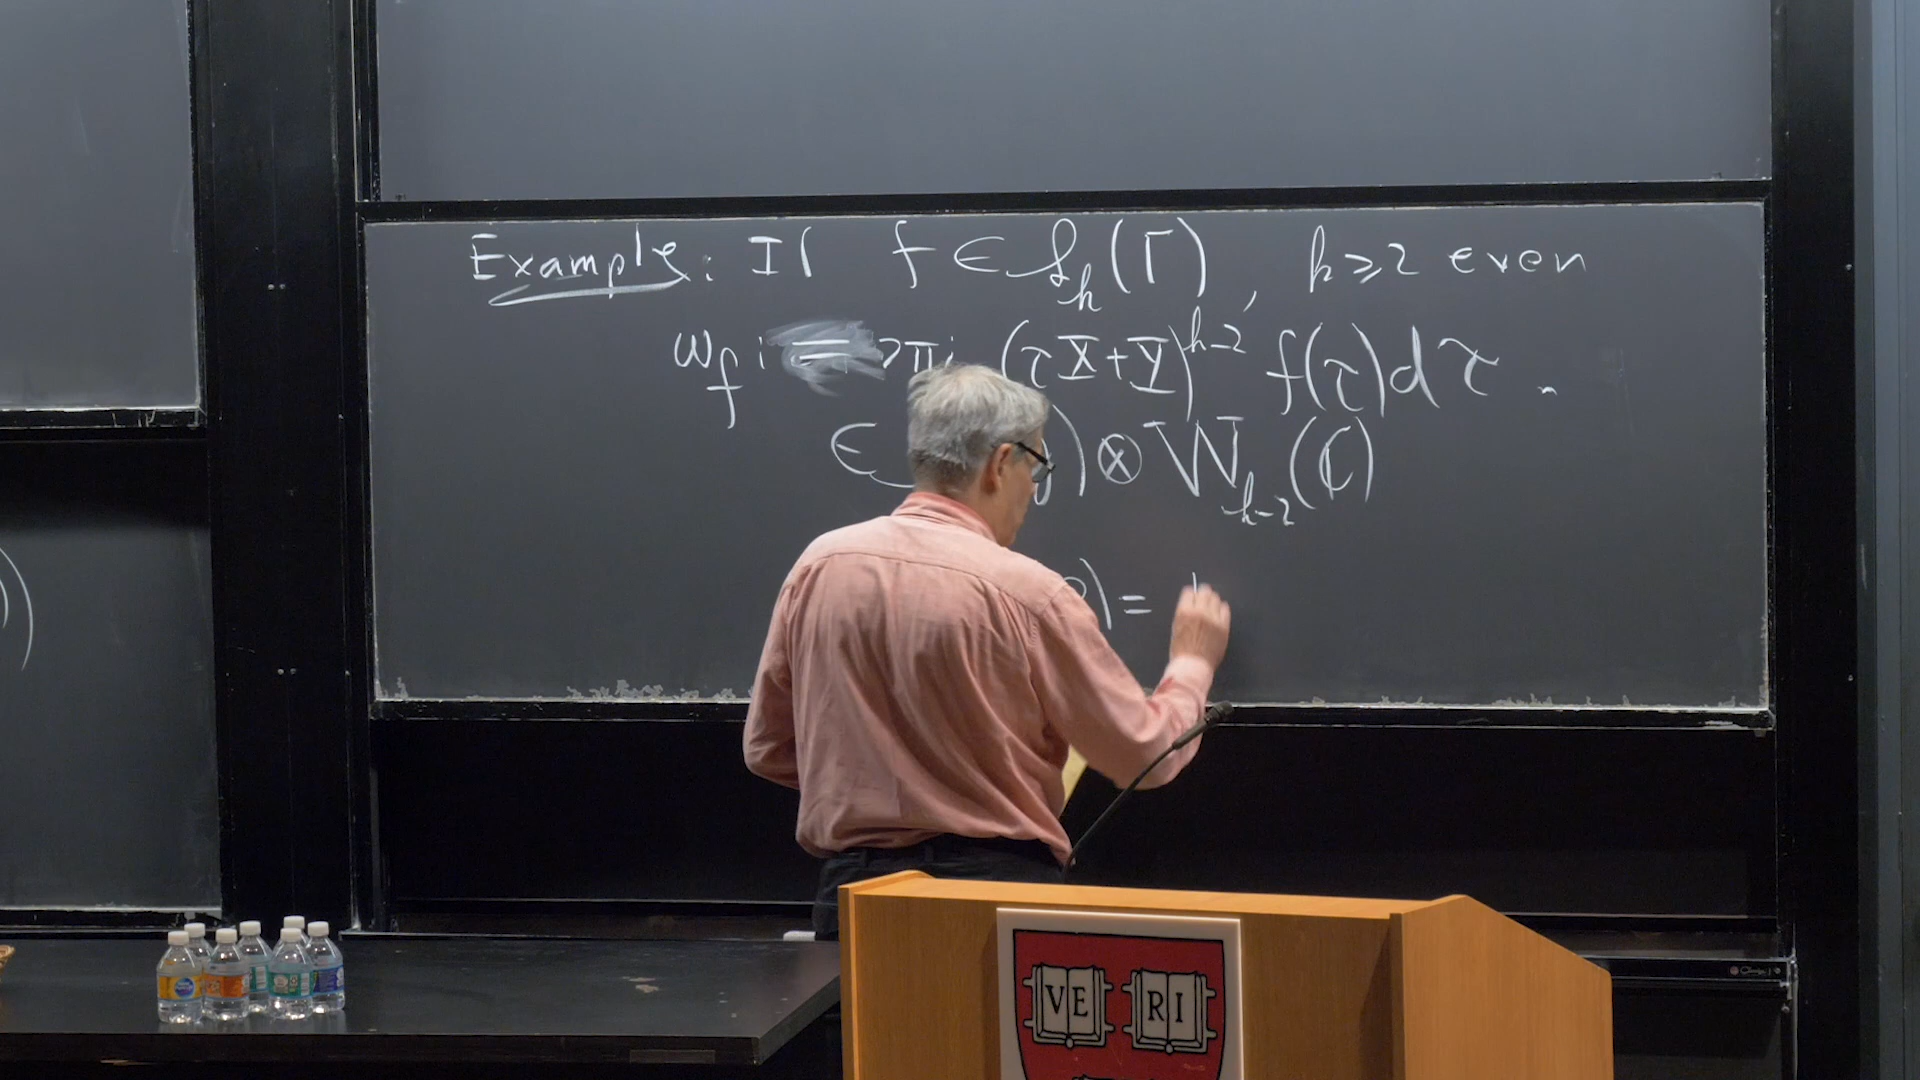 Example: If f ∈ S_k(Γ), k ⩾ 2 even
ω_f := 2πi (τX+Y)^{k-2} f(τ)dτ.
∈ ) ⊗ W_{k-2}(ℂ)
) =
VE RI